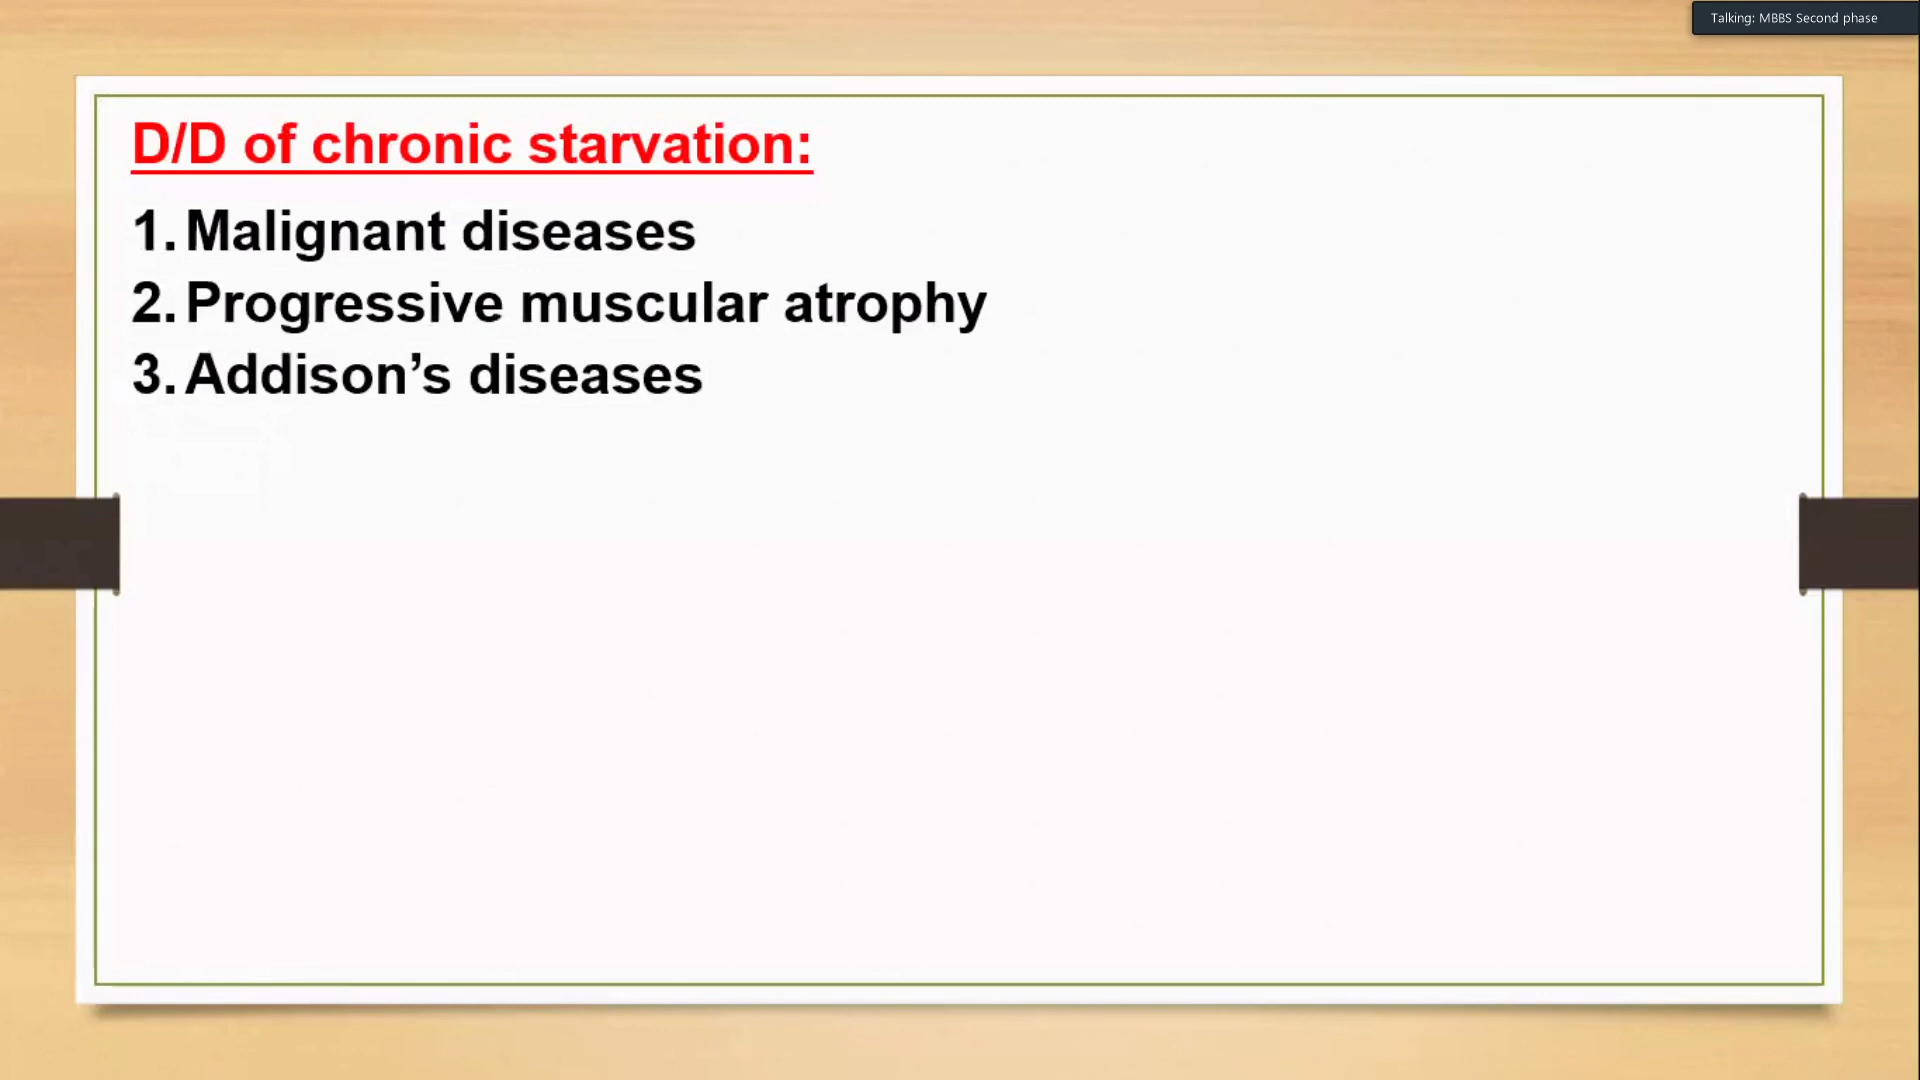 Talking: MBBS Second phase
D/D of chronic starvation:
1. Malignant diseases
2. Progressive muscular atrophy
3. Addison’s diseases